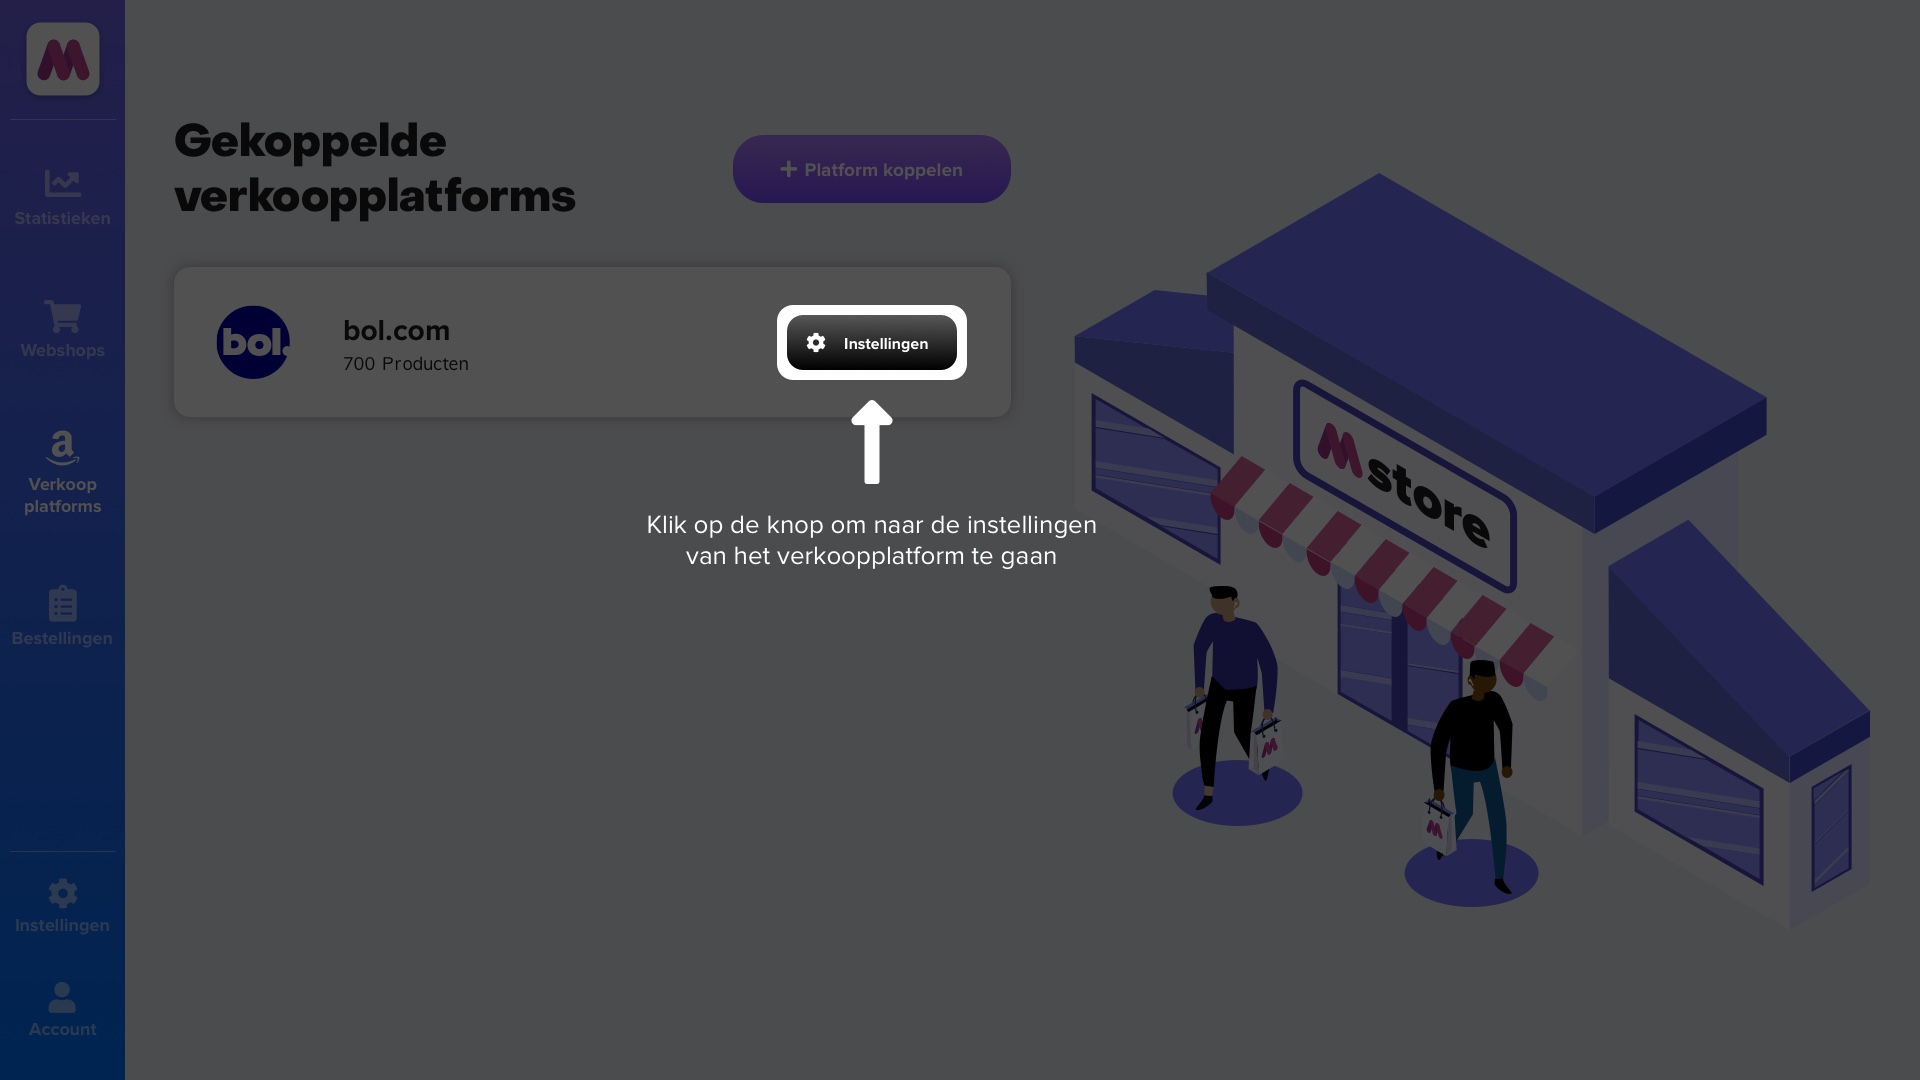 Statistieken
Webshops
Verkoop
platforms
Bestellingen
Instellingen
Account
Gekoppelde
verkoopplatforms
Platform koppelen
bol.
bol.com
700 Producten
Instellingen
Klik op de knop om naar de instellingen
van het verkoopplatform te gaan
M store